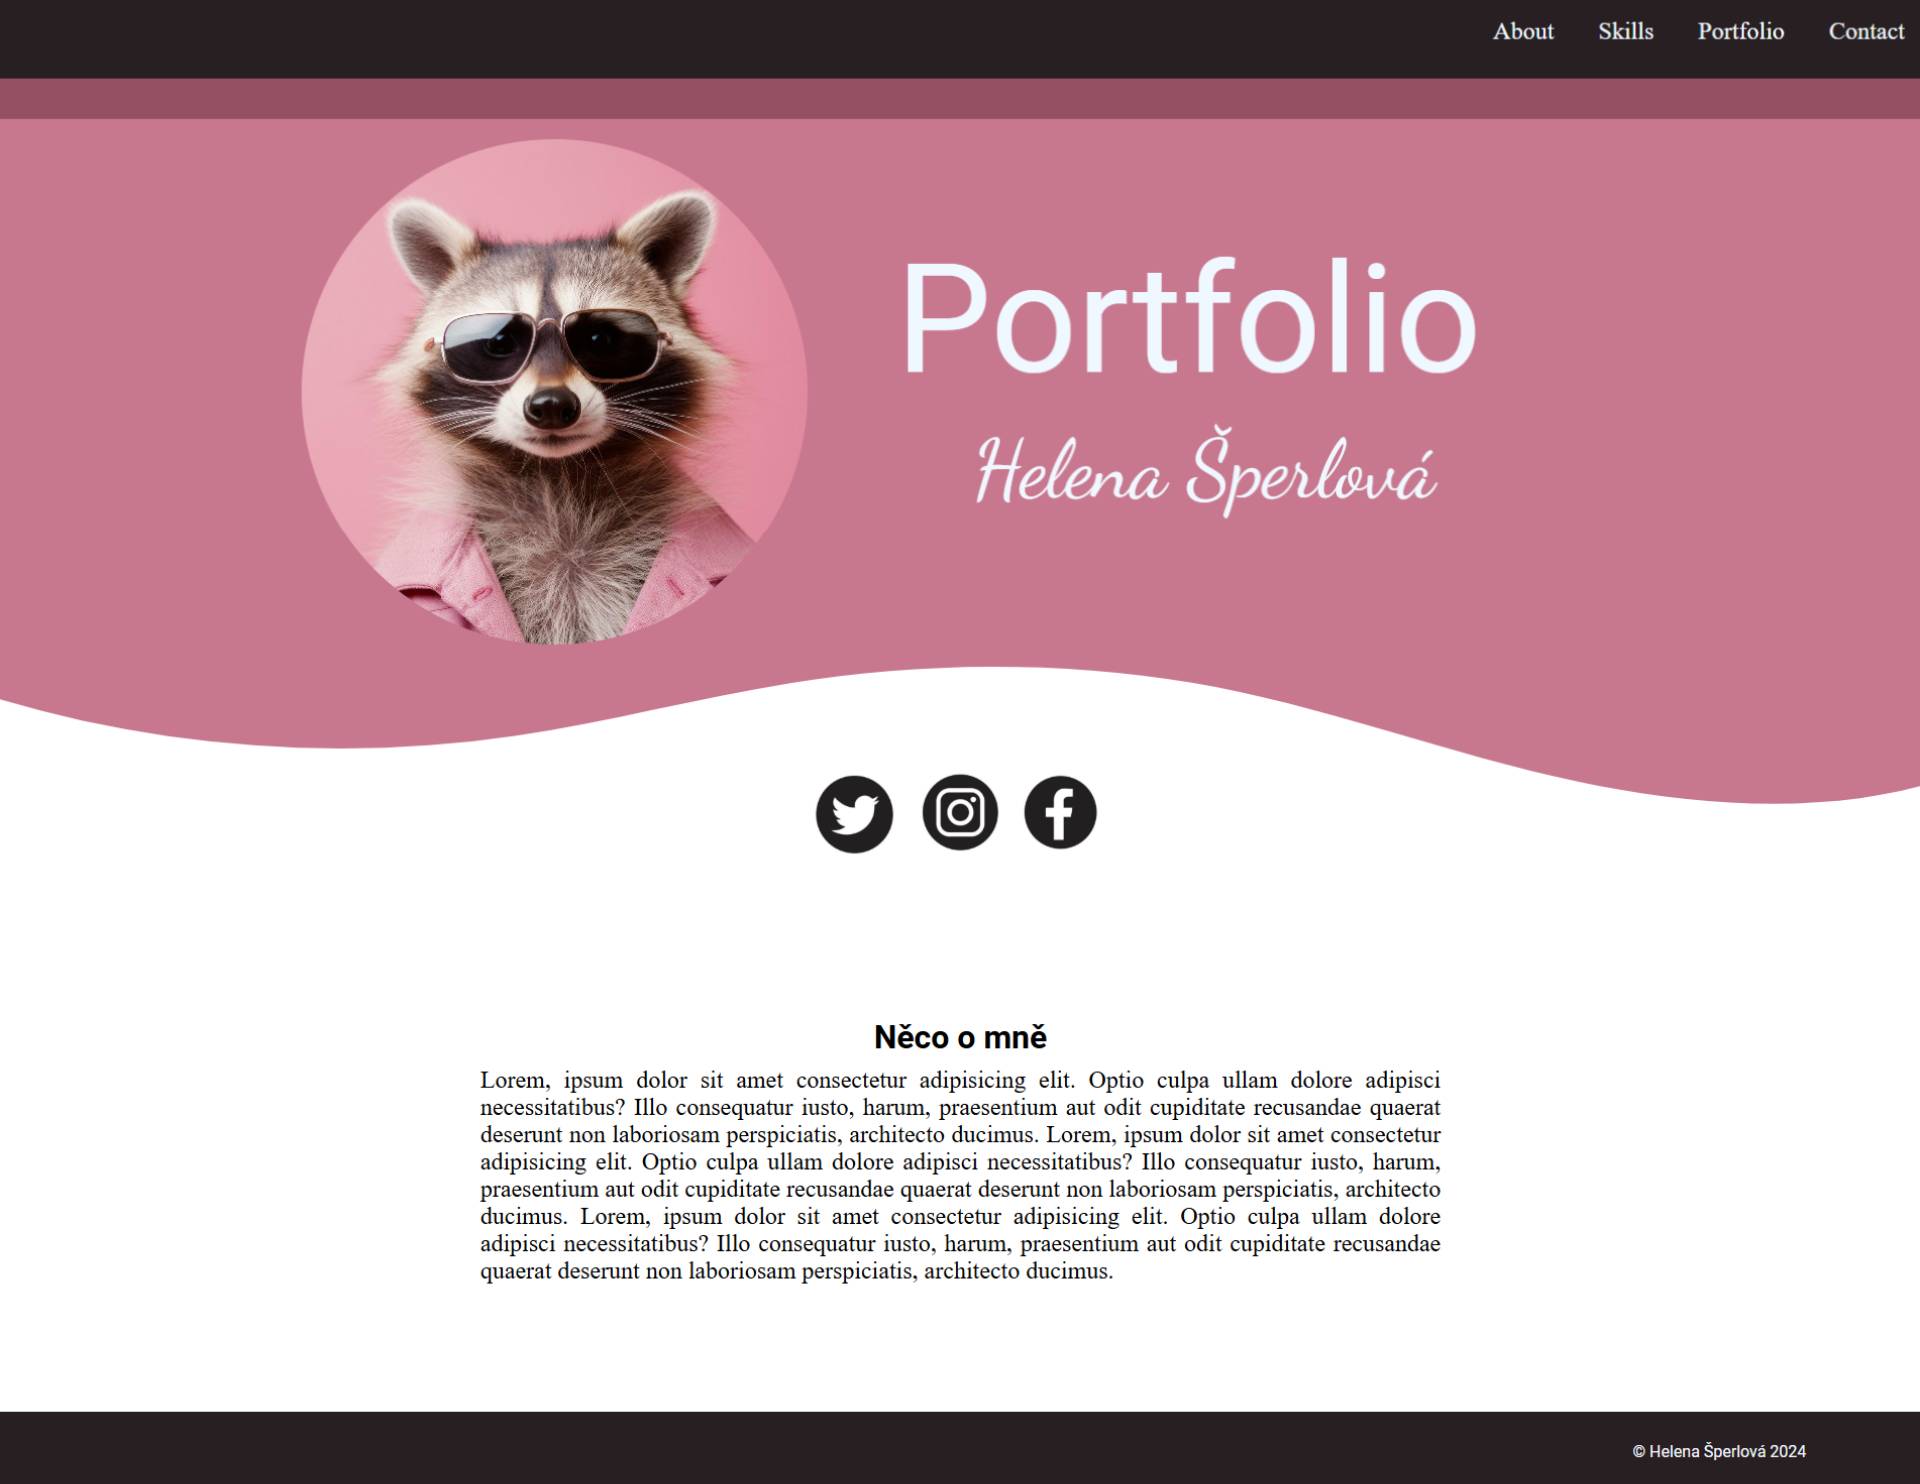 About Skills Portfolio Contact
Portfolio
Helena Šperlová
Něco o mně
Lorem, ipsum dolor sit amet consectetur adipisicing elit. Optio culpa ullam dolore adipisci
necessitatibus? Illo consequatur iusto, harum, praesentium aut odit cupiditate recusandae quaerat
deserunt non laboriosam perspiciatis, architecto ducimus. Lorem, ipsum dolor sit amet consectetur
adipisicing elit. Optio culpa ullam dolore adipisci necessitatibus? Illo consequatur iusto, harum,
praesentium aut odit cupiditate recusandae quaerat deserunt non laboriosam perspiciatis, architecto
ducimus. Lorem, ipsum dolor sit amet consectetur adipisicing elit. Optio culpa ullam dolore
adipisci necessitatibus? Illo consequatur iusto, harum, praesentium aut odit cupiditate recusandae
quaerat deserunt non laboriosam perspiciatis, architecto ducimus.
© Helena Šperlová 2024